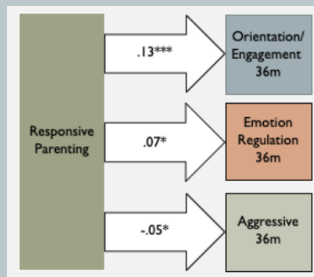 Responsive
Parenting
.13***
Orientation/
Engagement
36m
.07*
Emotion
Regulation
36m
-.05*
Aggressive
36m